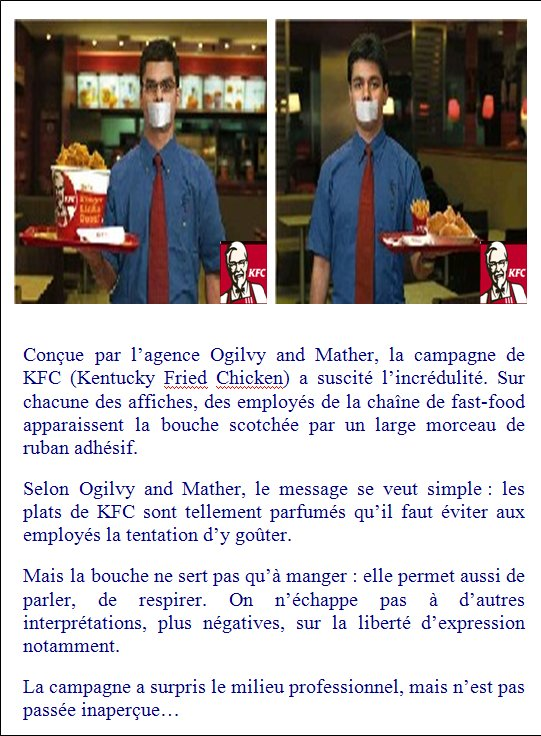 KFC
KFC
KFC
KFC
Conçue par l’agence Ogilvy and Mather, la campagne de
KFC (Kentucky Fried Chicken) a suscité l’incrédulité. Sur
chacune des affiches, des employés de la chaîne de fast-food
apparaissent la bouche scotchée par un large morceau de
ruban adhésif.
Selon Ogilvy and Mather, le message se veut simple : les
plats de KFC sont tellement parfumés qu’il faut éviter aux
employés la tentation d’y goûter.
Mais la bouche ne sert pas qu’à manger : elle permet aussi de
parler, de respirer. On n’échappe pas à d’autres
interprétations, plus négatives, sur la liberté d’expression
notamment.
La campagne a surpris le milieu professionnel, mais n’est pas
passée inaperçue…